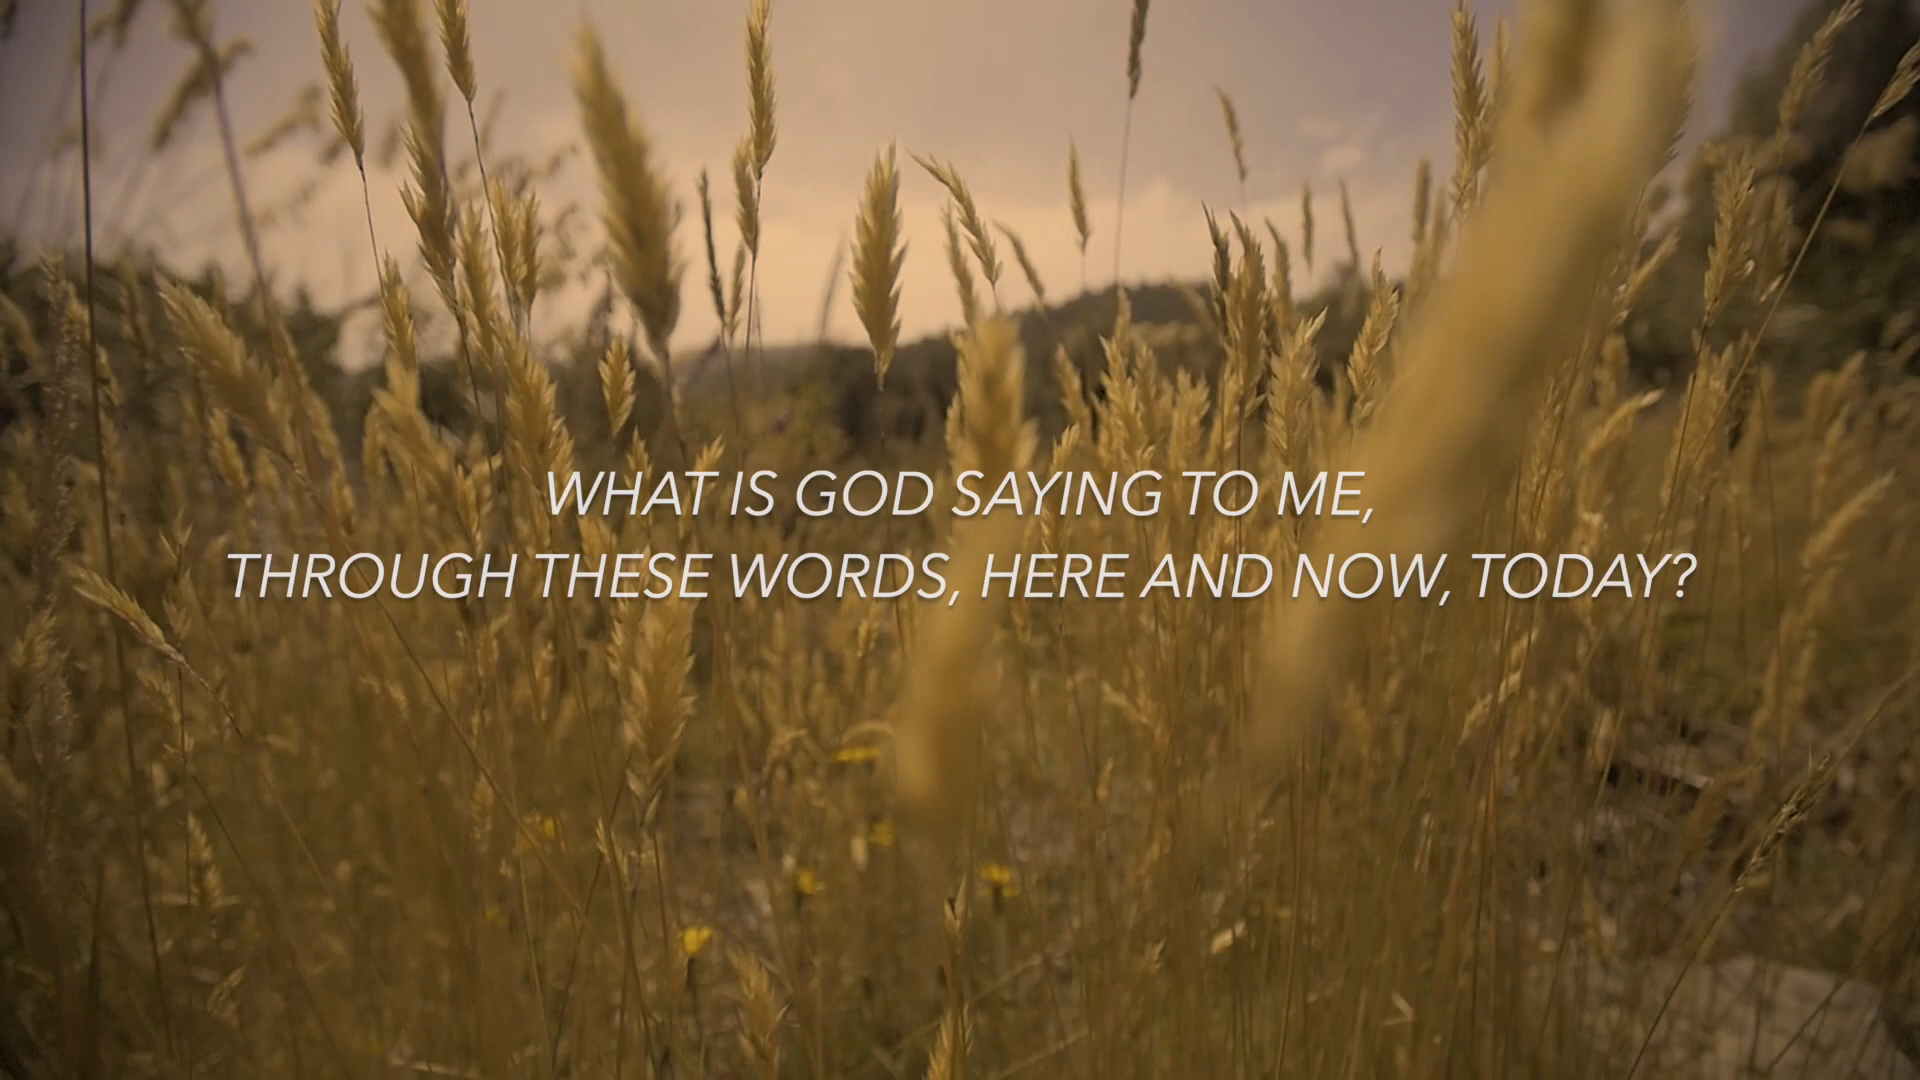 WHAT IS GOD SAYING TO ME,
THROUGH THESE WORDS, HERE AND NOW, TODAY?